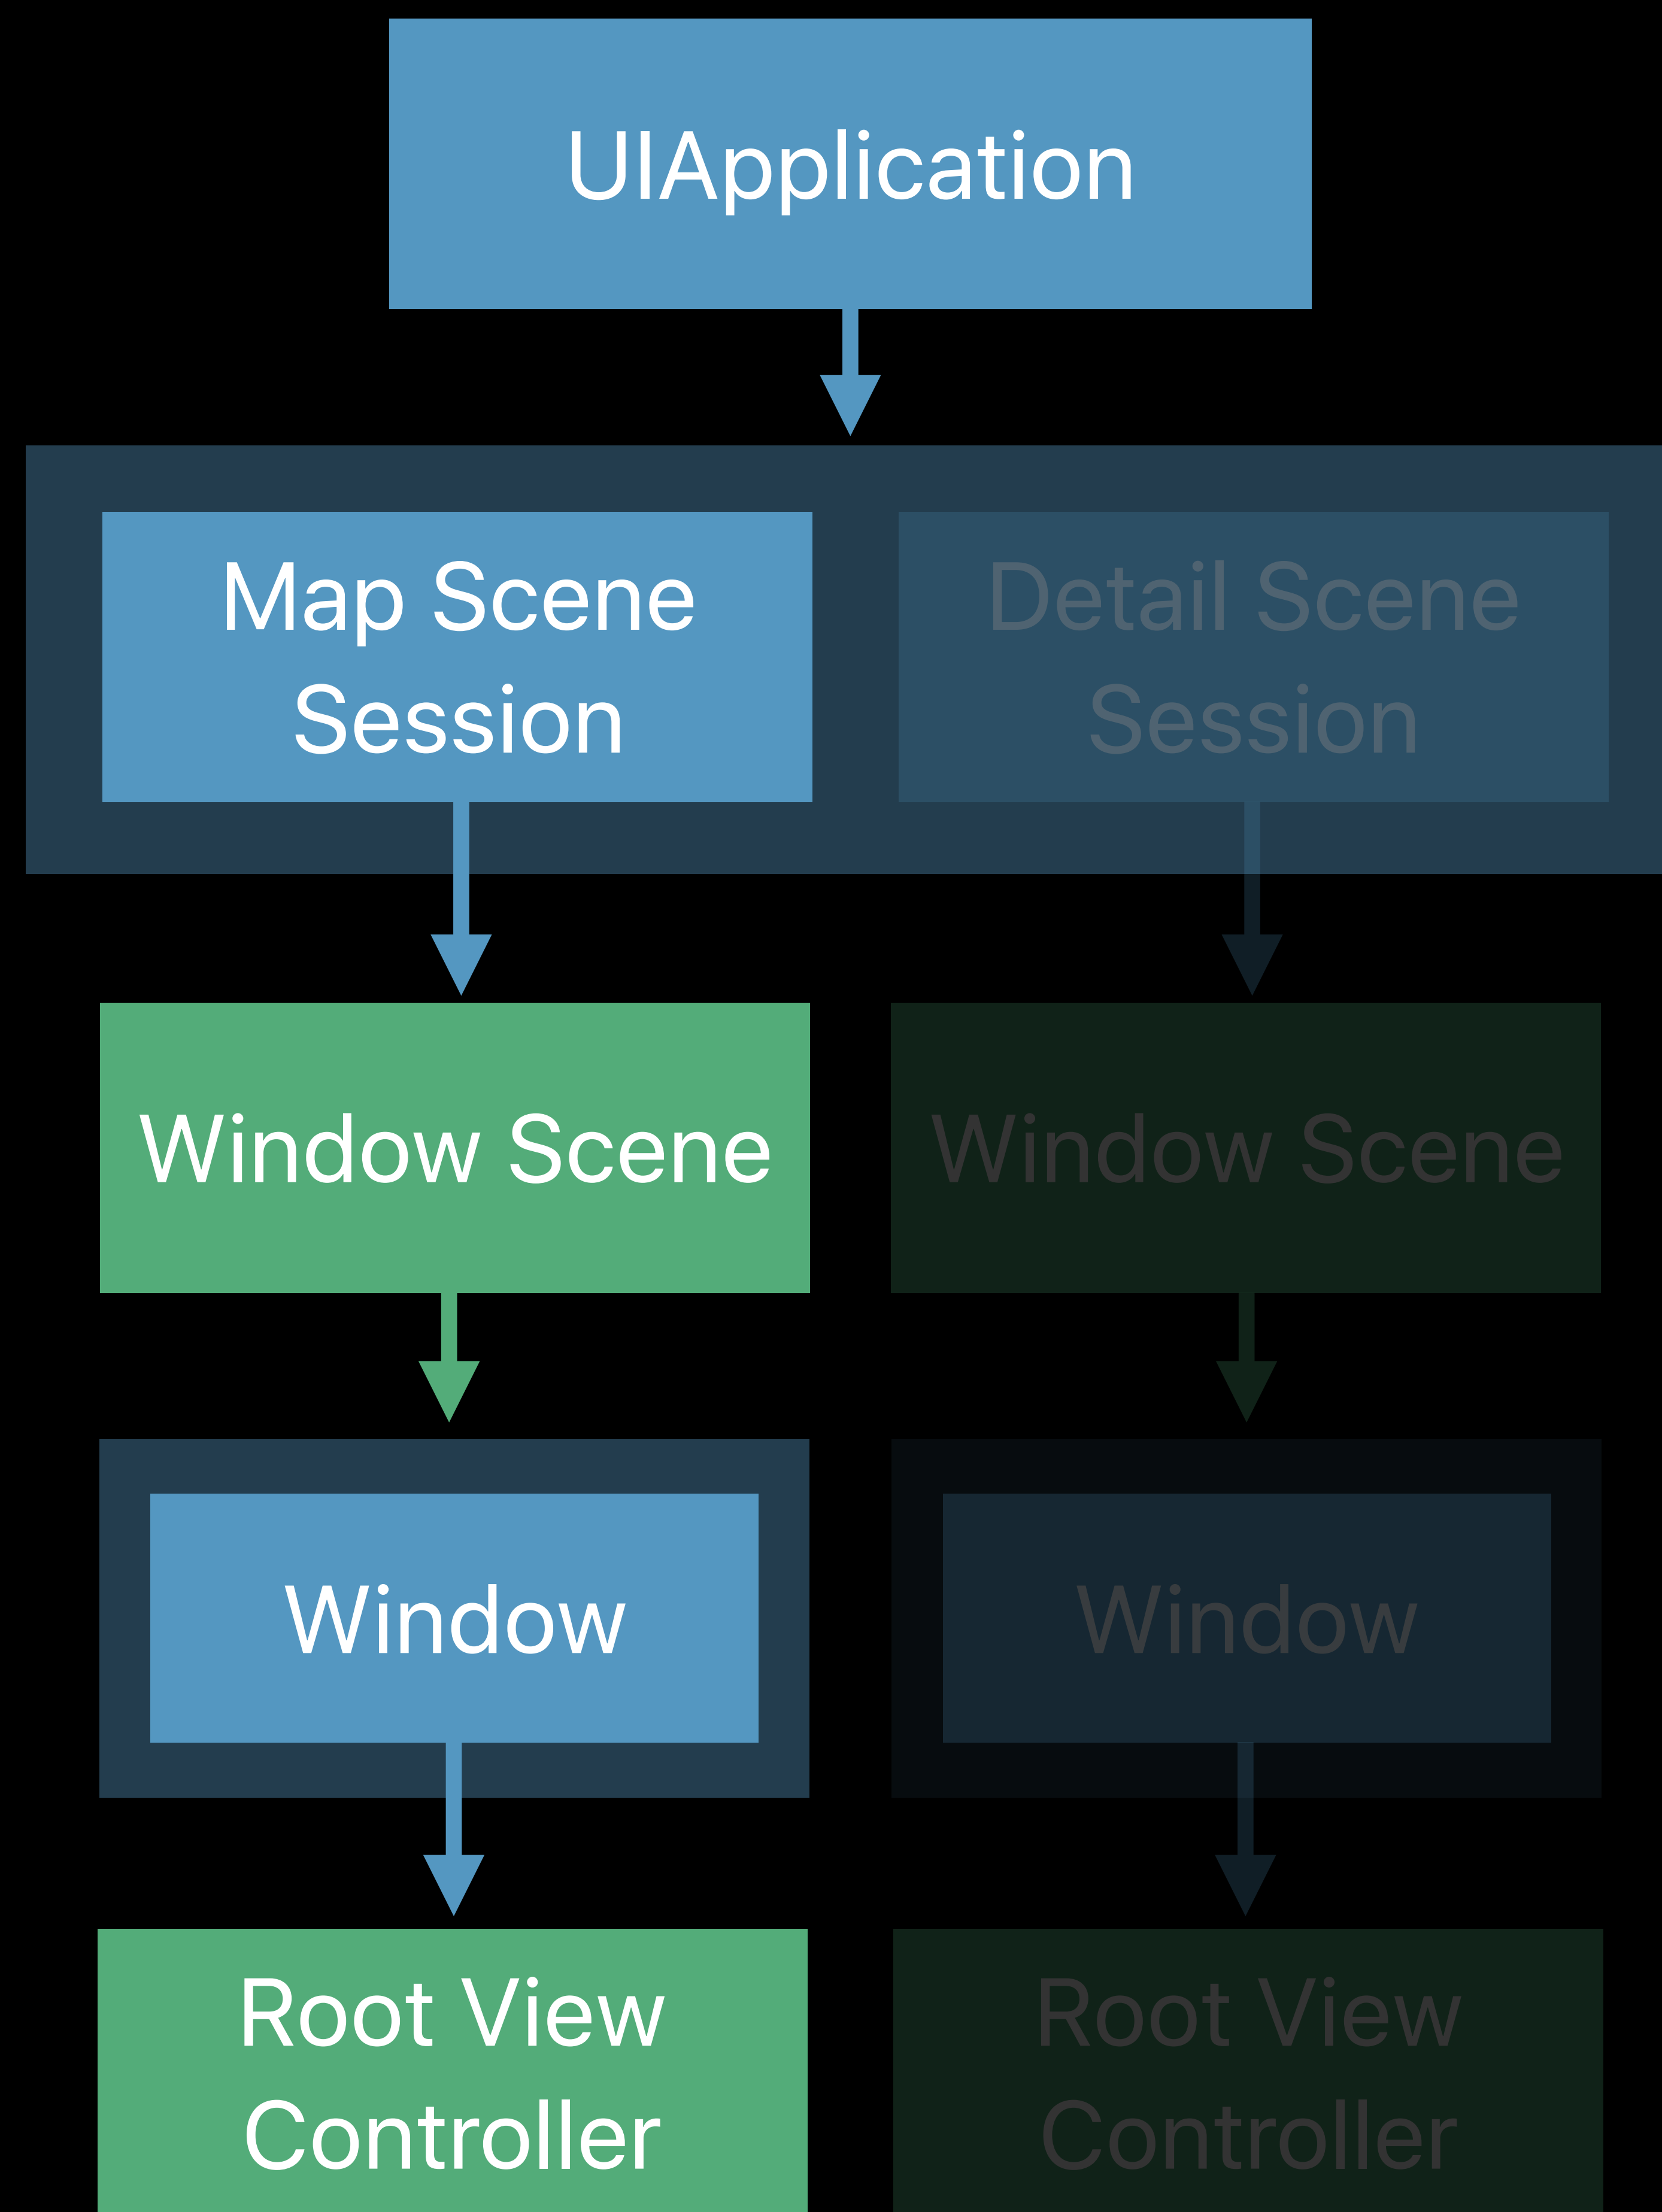 UIApplication
Map Scene
Session
Detail Scene
Session
Window Scene
Window Scene
Window
Window
Root View
Controller
Root View
Controller